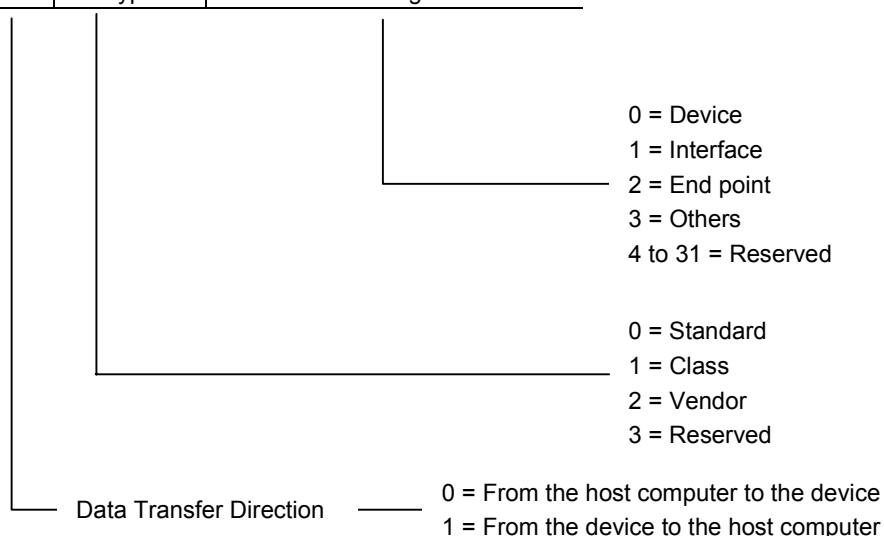 0 = Device
1 = Interface
2 = End point
3 = Others
4 to 31 = Reserved
0 = Standard
1 = Class
2 = Vendor
3 = Reserved
Data Transfer Direction
0 = From the host computer to the device
1 = From the device to the host computer